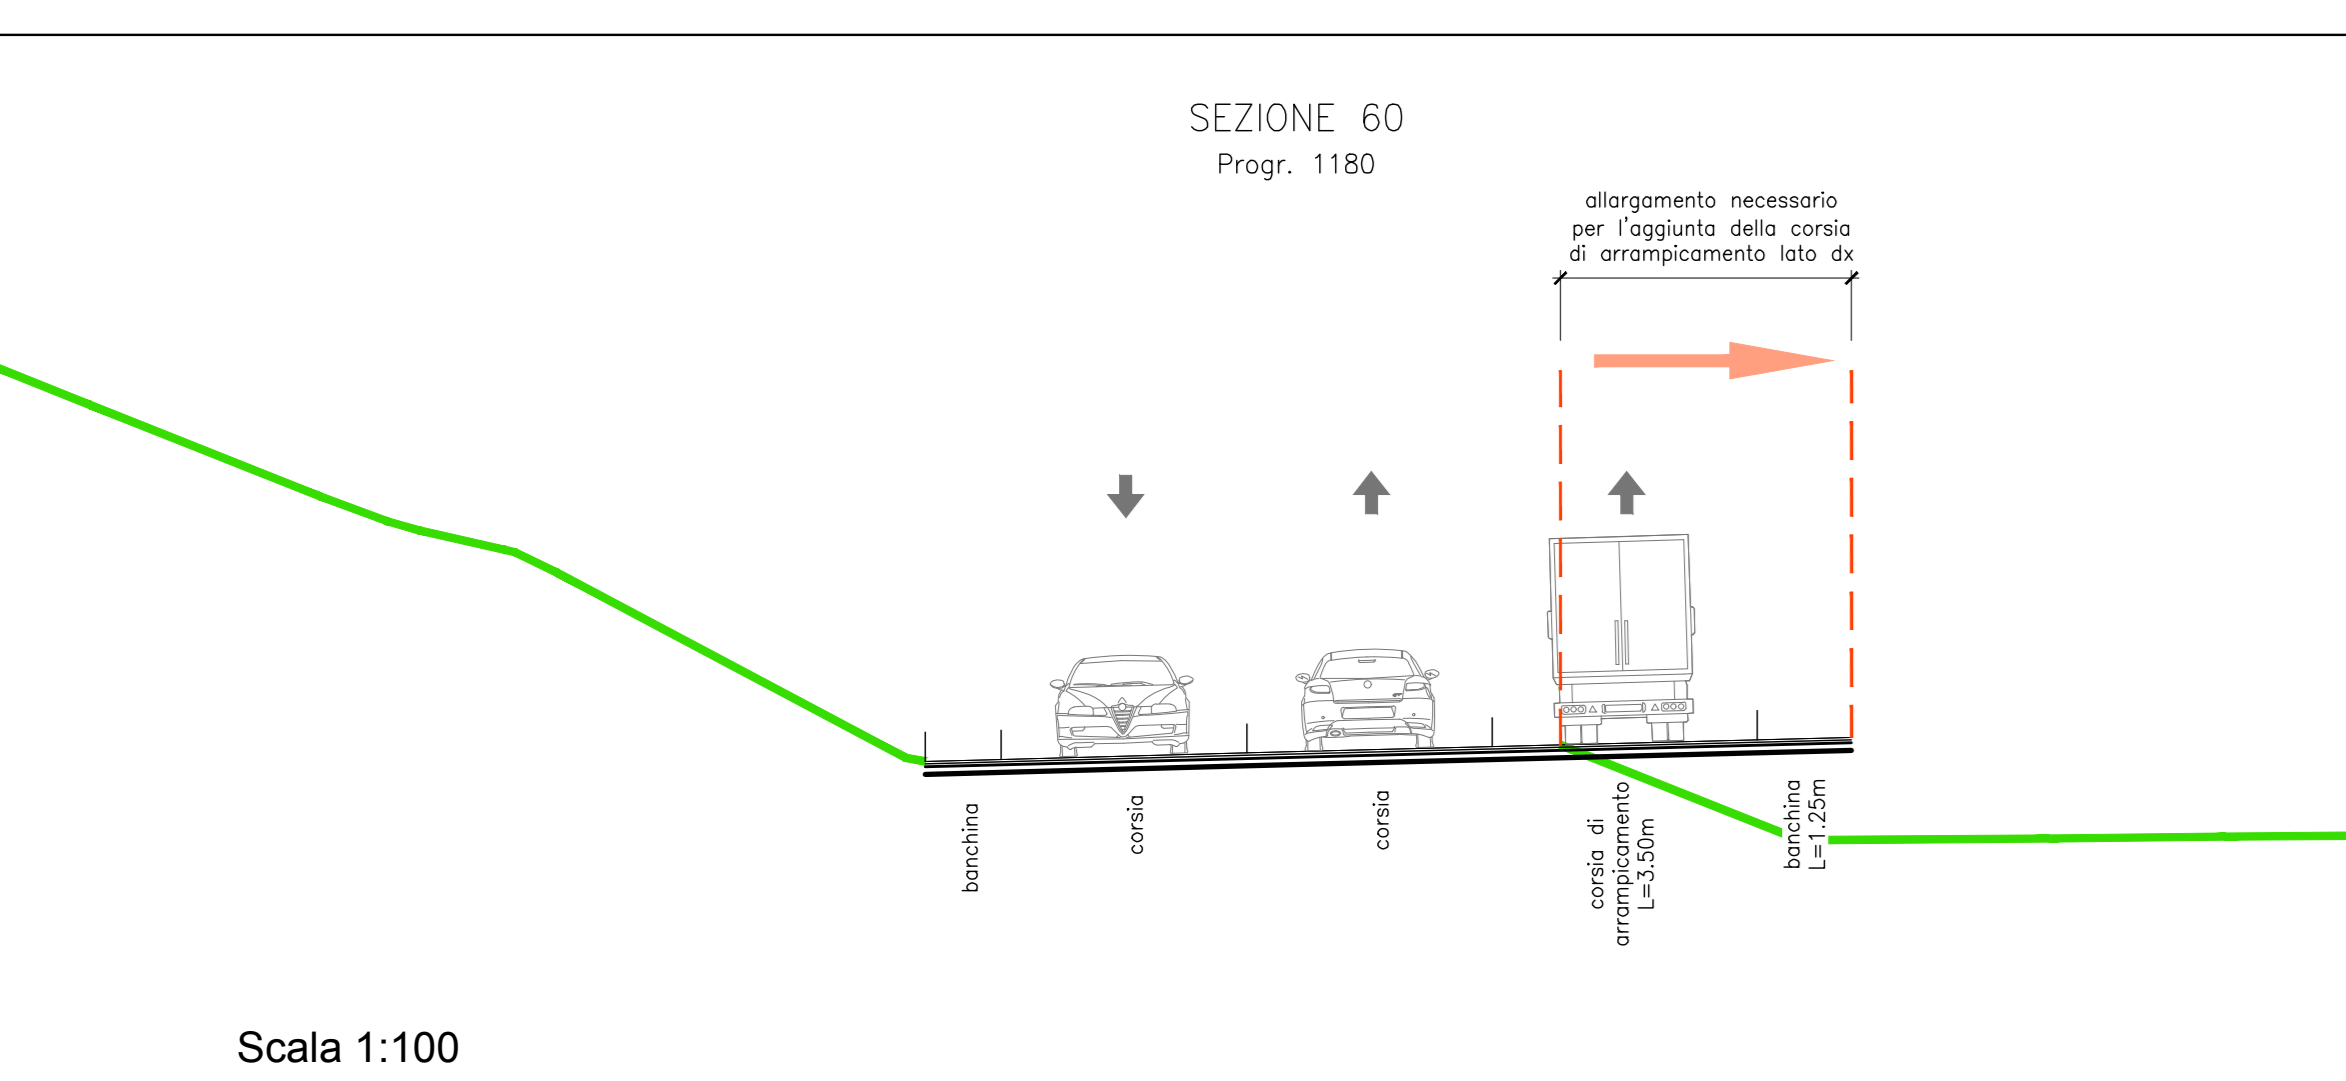 SEZIONE 60
Progr. 1180
allargamento necessario
per l'aggiunta della corsia
di arrampicamento lato dx
banchina
corsia
corsia
corsia di
arrampicamento
L=3.50m
banchina
L=1.25m
Scala 1:100